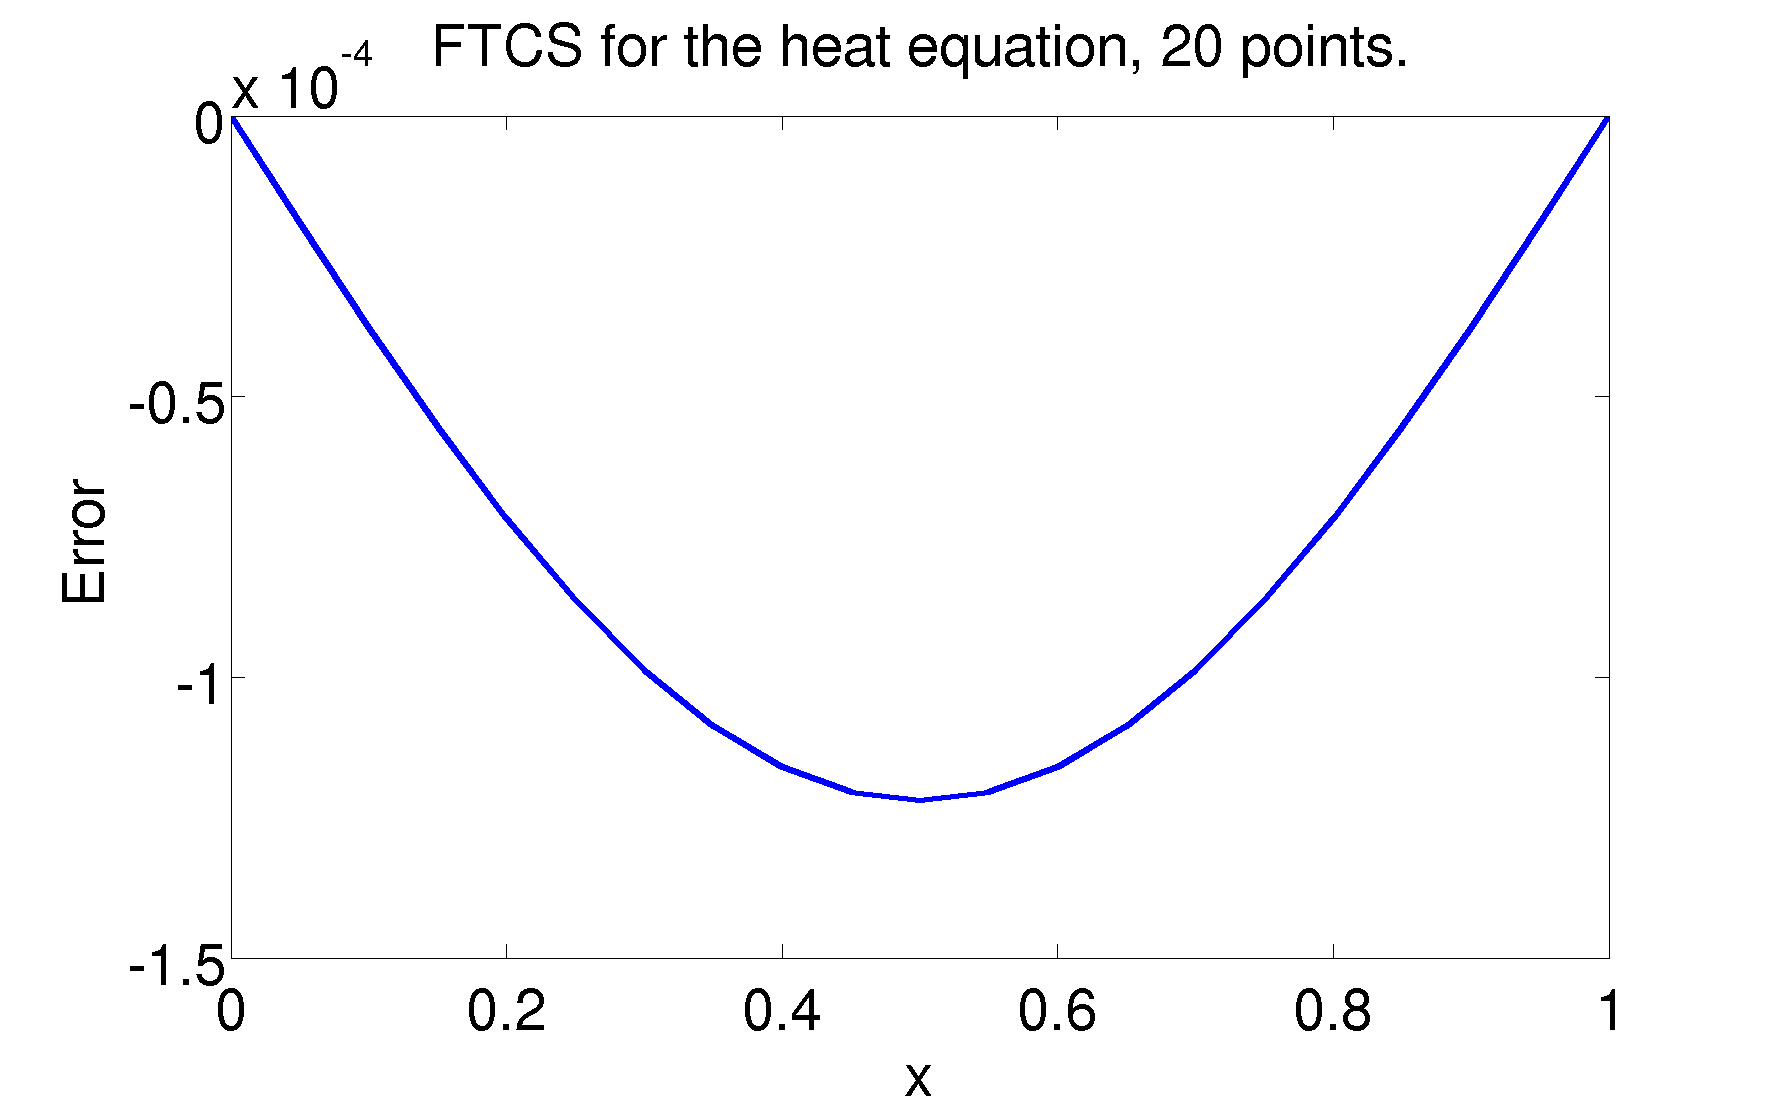 FTCS for the heat equation, 20 points.
x 10-4
0
-0.5
-1
-1.5
Error
0 0.2 0.4 0.6 0.8 1
x